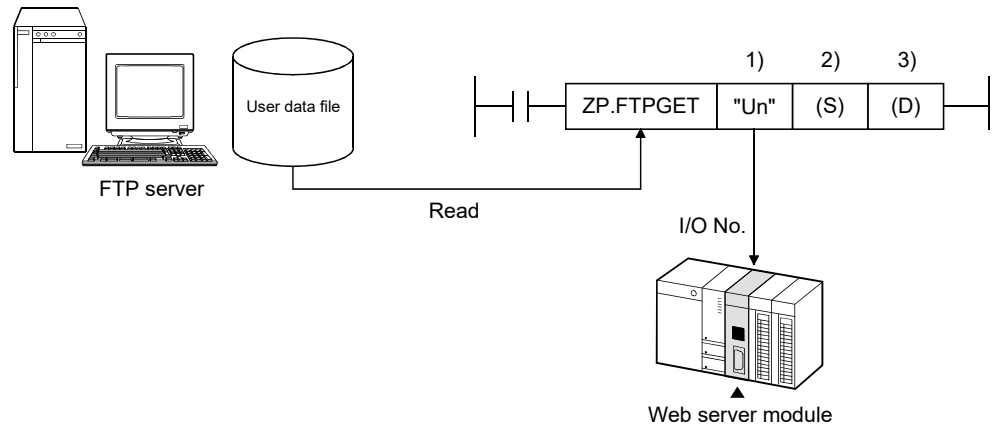 1) 2) 3)
ZP.FTPGET "Un" (S) (D)
User data file
FTP server
Read
I/O No.
Web server module